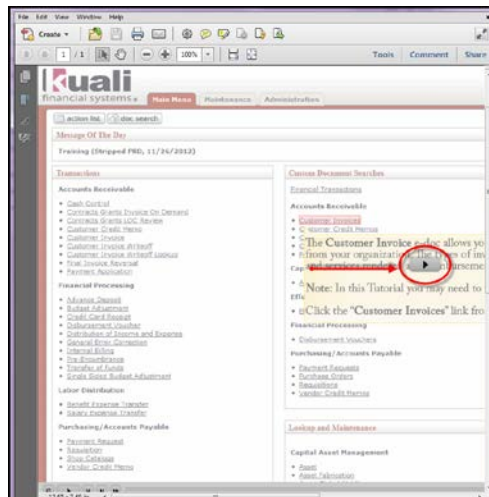 File Edit View Window Help
Create
1 / 1 100% Tools Comment Share
kuali
financial systems Main Menu Maintenance Administration
action list doc search
Message Of The Day
Training (Stripped PRD, 11/26/2012)
Transactions
Accounts Receivable
Cash Control
Contracts Grants Invoice On Demand
Contracts Grants LOC Review
Customer Credit Memo
Customer Invoice
Customer Invoice Writeoff
Customer Invoice Writeoff Lookup
Final Invoice Reversal
Payment Application
Financial Processing
Advance Deposit
Budget Adjustment
Credit Card Receipt
Disbursement Voucher
Distribution of Income and Expense
General Error Correction
Internal Billing
Pre-Encumbrance
Transfer of Funds
Single Sided Budget Adjustment
Labor Distribution
Benefit Expense Transfer
Salary Expense Transfer
Purchasing/Accounts Payable
Payment Request
Requisition
Shop Catalogs
Vendor Credit Memo
Custom Document Searches
Financial Transactions
Accounts Receivable
Customer Invoices
Customer Credit Memos
The Customer Invoice e-doc allows you
from your organization. The types of
and services rendered
Note: In this Tutorial you may need to
Click the "Customer Invoices" link from
Financial Processing
Disbursement Vouchers
Purchasing/Accounts Payable
Payment Requests
Purchase Orders
Requisitions
Vendor Credit Memos
Lookup and Maintenance
Capital Asset Management
Asset
Asset Fabrication